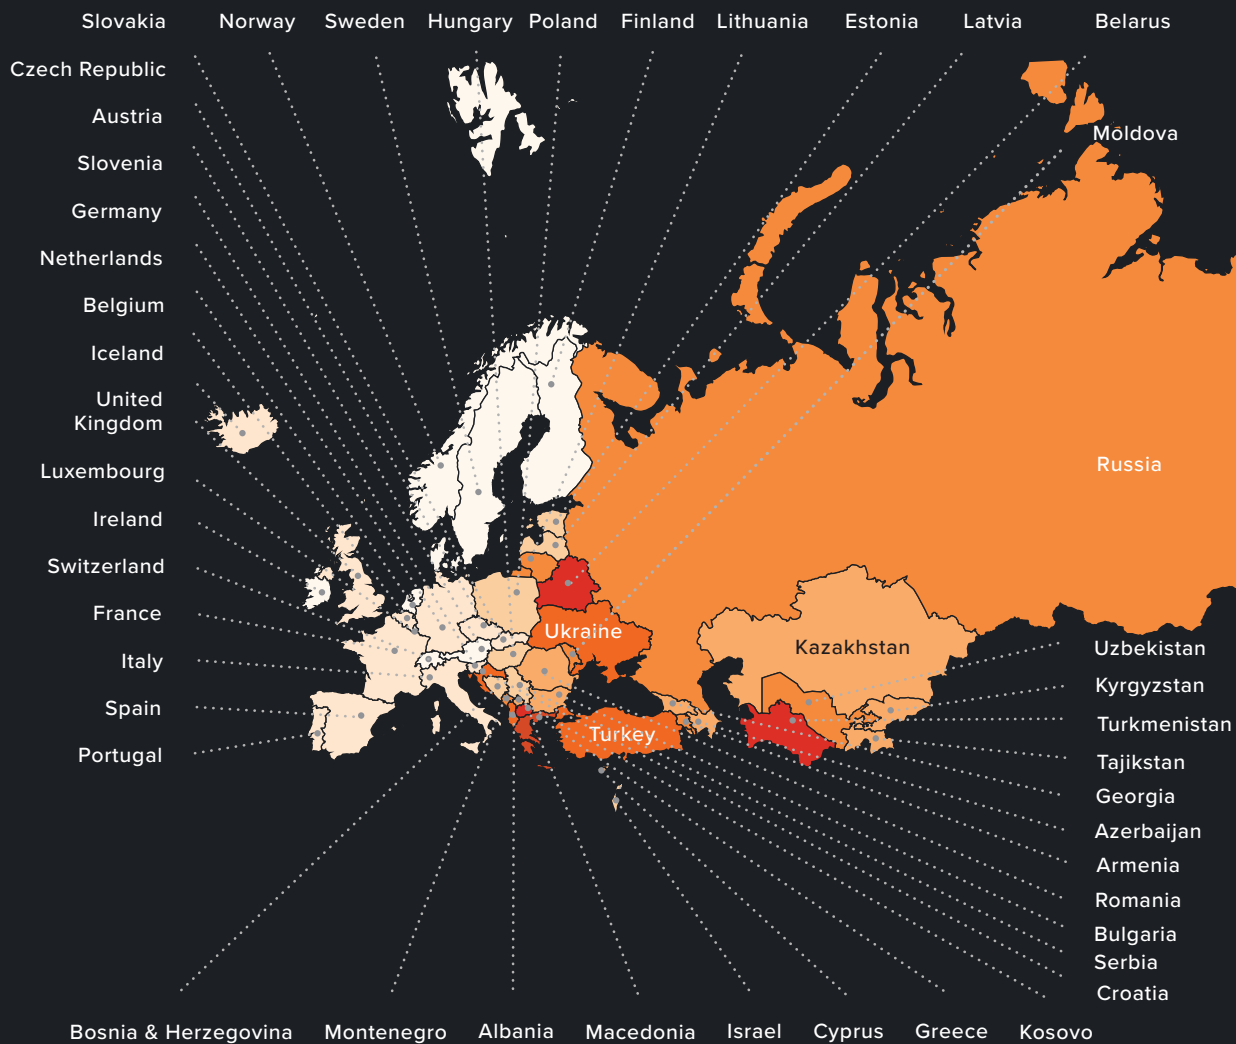 Slovakia
Norway
Sweden
Hungary
Poland
Finland
Lithuania
Estonia
Latvia
Belarus
Czech Republic
Austria
Slovenia
Germany
Netherlands
Belgium
Iceland
United
Kingdom
Luxembourg
Ireland
Switzerland
France
Italy
Spain
Portugal
Moldova
Russia
Ukraine
Kazakhstan
Turkey
Uzbekistan
Kyrgyzstan
Turkmenistan
Tajikstan
Georgia
Azerbaijan
Armenia
Romania
Bulgaria
Serbia
Croatia
Bosnia & Herzegovina
Montenegro
Albania
Macedonia
Israel
Cyprus
Greece
Kosovo